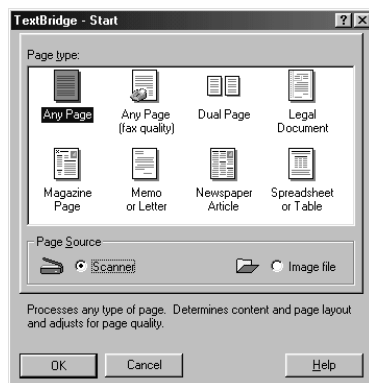 TextBridge - Start
Page type:
Any Page
Any Page
(fax quality)
Dual Page
Legal
Document
Magazine
Page
Memo
or Letter
Newspaper
Article
Spreadsheet
or Table
Page Source
Scanner
Image file
Processes any type of page. Determines content and page layout
and adjusts for page quality.
OK
Cancel
Help